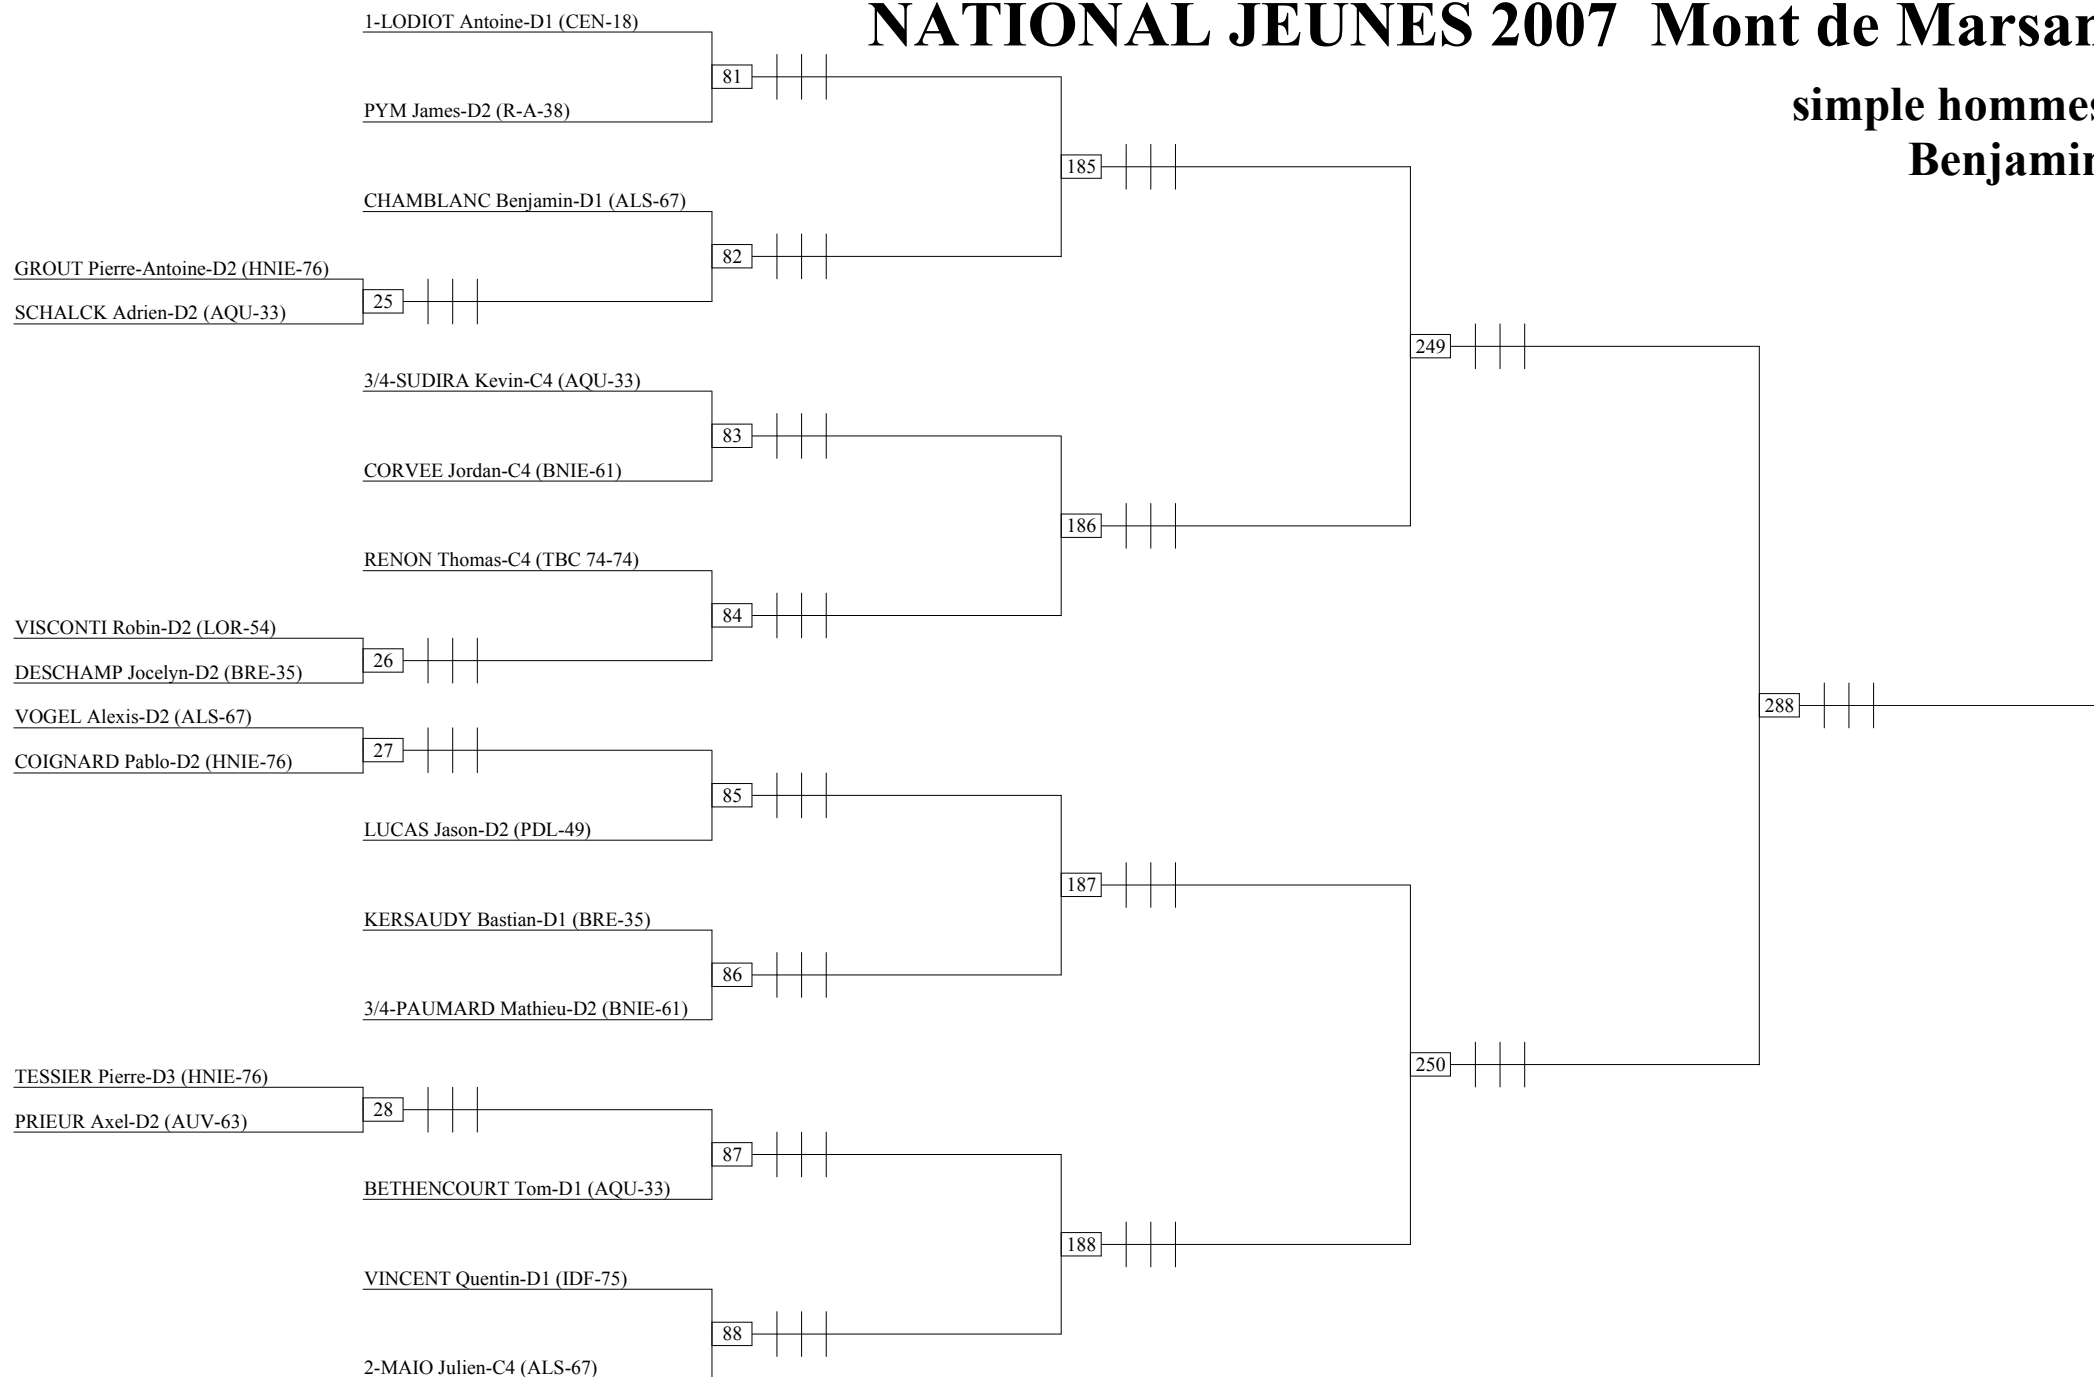 NATIONAL JEUNES 2007 Mont de Marsan
simple hommes
Benjamin
1-LODIOT Antoine-D1 (CEN-18)
81
PYM James-D2 (R-A-38)
185
CHAMBLANC Benjamin-D1 (ALS-67)
82
GROUT Pierre-Antoine-D2 (HNIE-76)
25
SCHALCK Adrien-D2 (AQU-33)
249
3/4-SUDIRA Kevin-C4 (AQU-33)
83
CORVEE Jordan-C4 (BNIE-61)
186
RENON Thomas-C4 (TBC 74-74)
84
VISCONTI Robin-D2 (LOR-54)
26
DESCHAMP Jocelyn-D2 (BRE-35)
288
VOGEL Alexis-D2 (ALS-67)
27
COIGNARD Pablo-D2 (HNIE-76)
85
LUCAS Jason-D2 (PDL-49)
187
KERSAUDY Bastian-D1 (BRE-35)
86
3/4-PAUMARD Mathieu-D2 (BNIE-61)
250
TESSIER Pierre-D3 (HNIE-76)
28
PRIEUR Axel-D2 (AUV-63)
87
BETHENCOURT Tom-D1 (AQU-33)
188
VINCENT Quentin-D1 (IDF-75)
88
2-MAIO Julien-C4 (ALS-67)